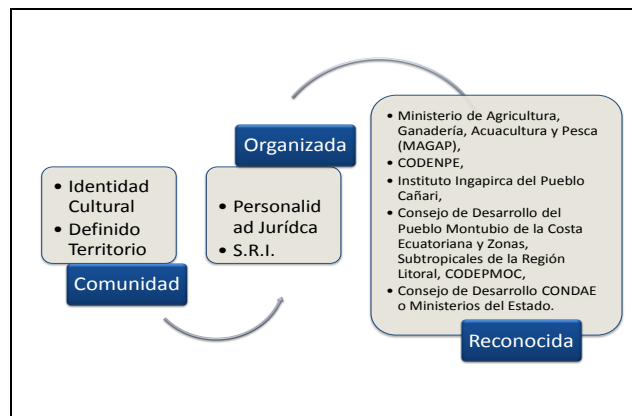 • Identidad
Cultural
• Definido
Territorio
Comunidad
Organizada
• Personalid
ad Jurídca
• S.R.I.
• Ministerio de Agricultura,
Ganadería, Acuacultura y Pesca
(MAGAP),
• CODENPE,
• Instituto Ingapirca del Pueblo
Cañari,
• Consejo de Desarrollo del
Pueblo Montubio de la Costa
Ecuatoriana y Zonas,
Subtropicales de la Región
Litoral, CODEPMOC,
• Consejo de Desarrollo CONDAE
o Ministerios del Estado.
Reconocida